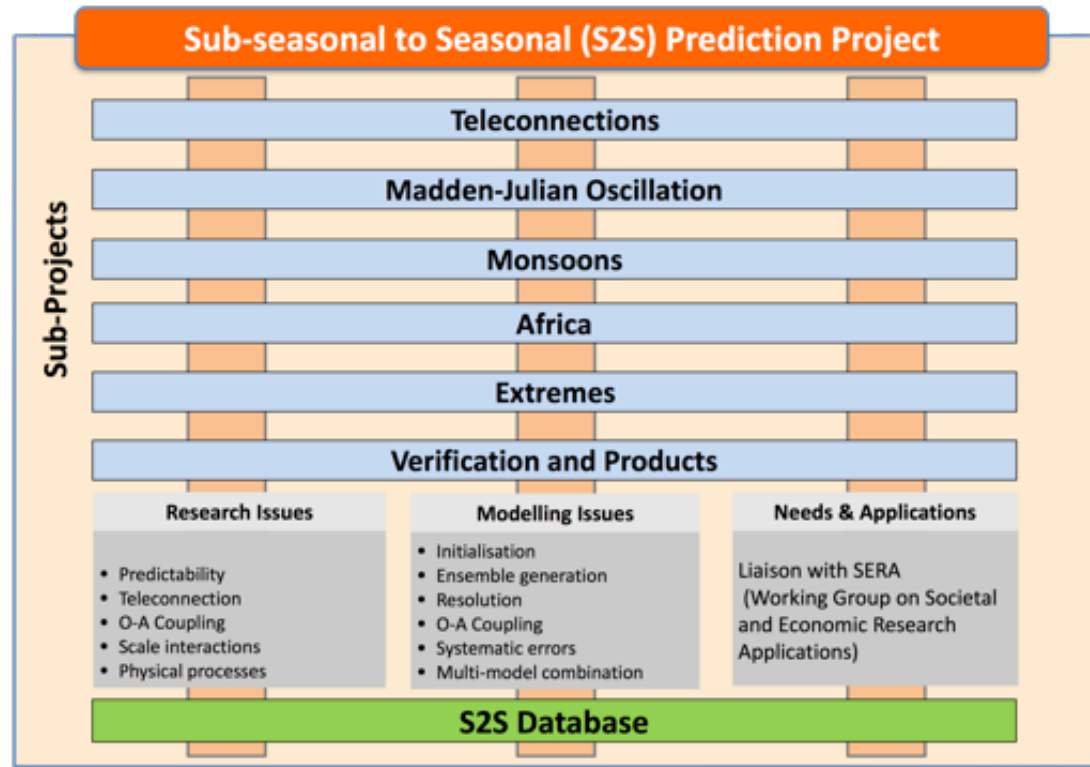 Sub-seasonal to Seasonal (S2S) Prediction Project
Sub-Projects
Teleconnections
Madden-Julian Oscillation
Monsoons
Africa
Extremes
Verification and Products
Research Issues
• Predictability
• Teleconnection
• O-A Coupling
• Scale interactions
• Physical processes
Modelling Issues
• Initialisation
• Ensemble generation
• Resolution
• O-A Coupling
• Systematic errors
• Multi-model combination
Needs & Applications
Liaison with SERA
(Working Group on Societal
and Economic Research
Applications)
S2S Database